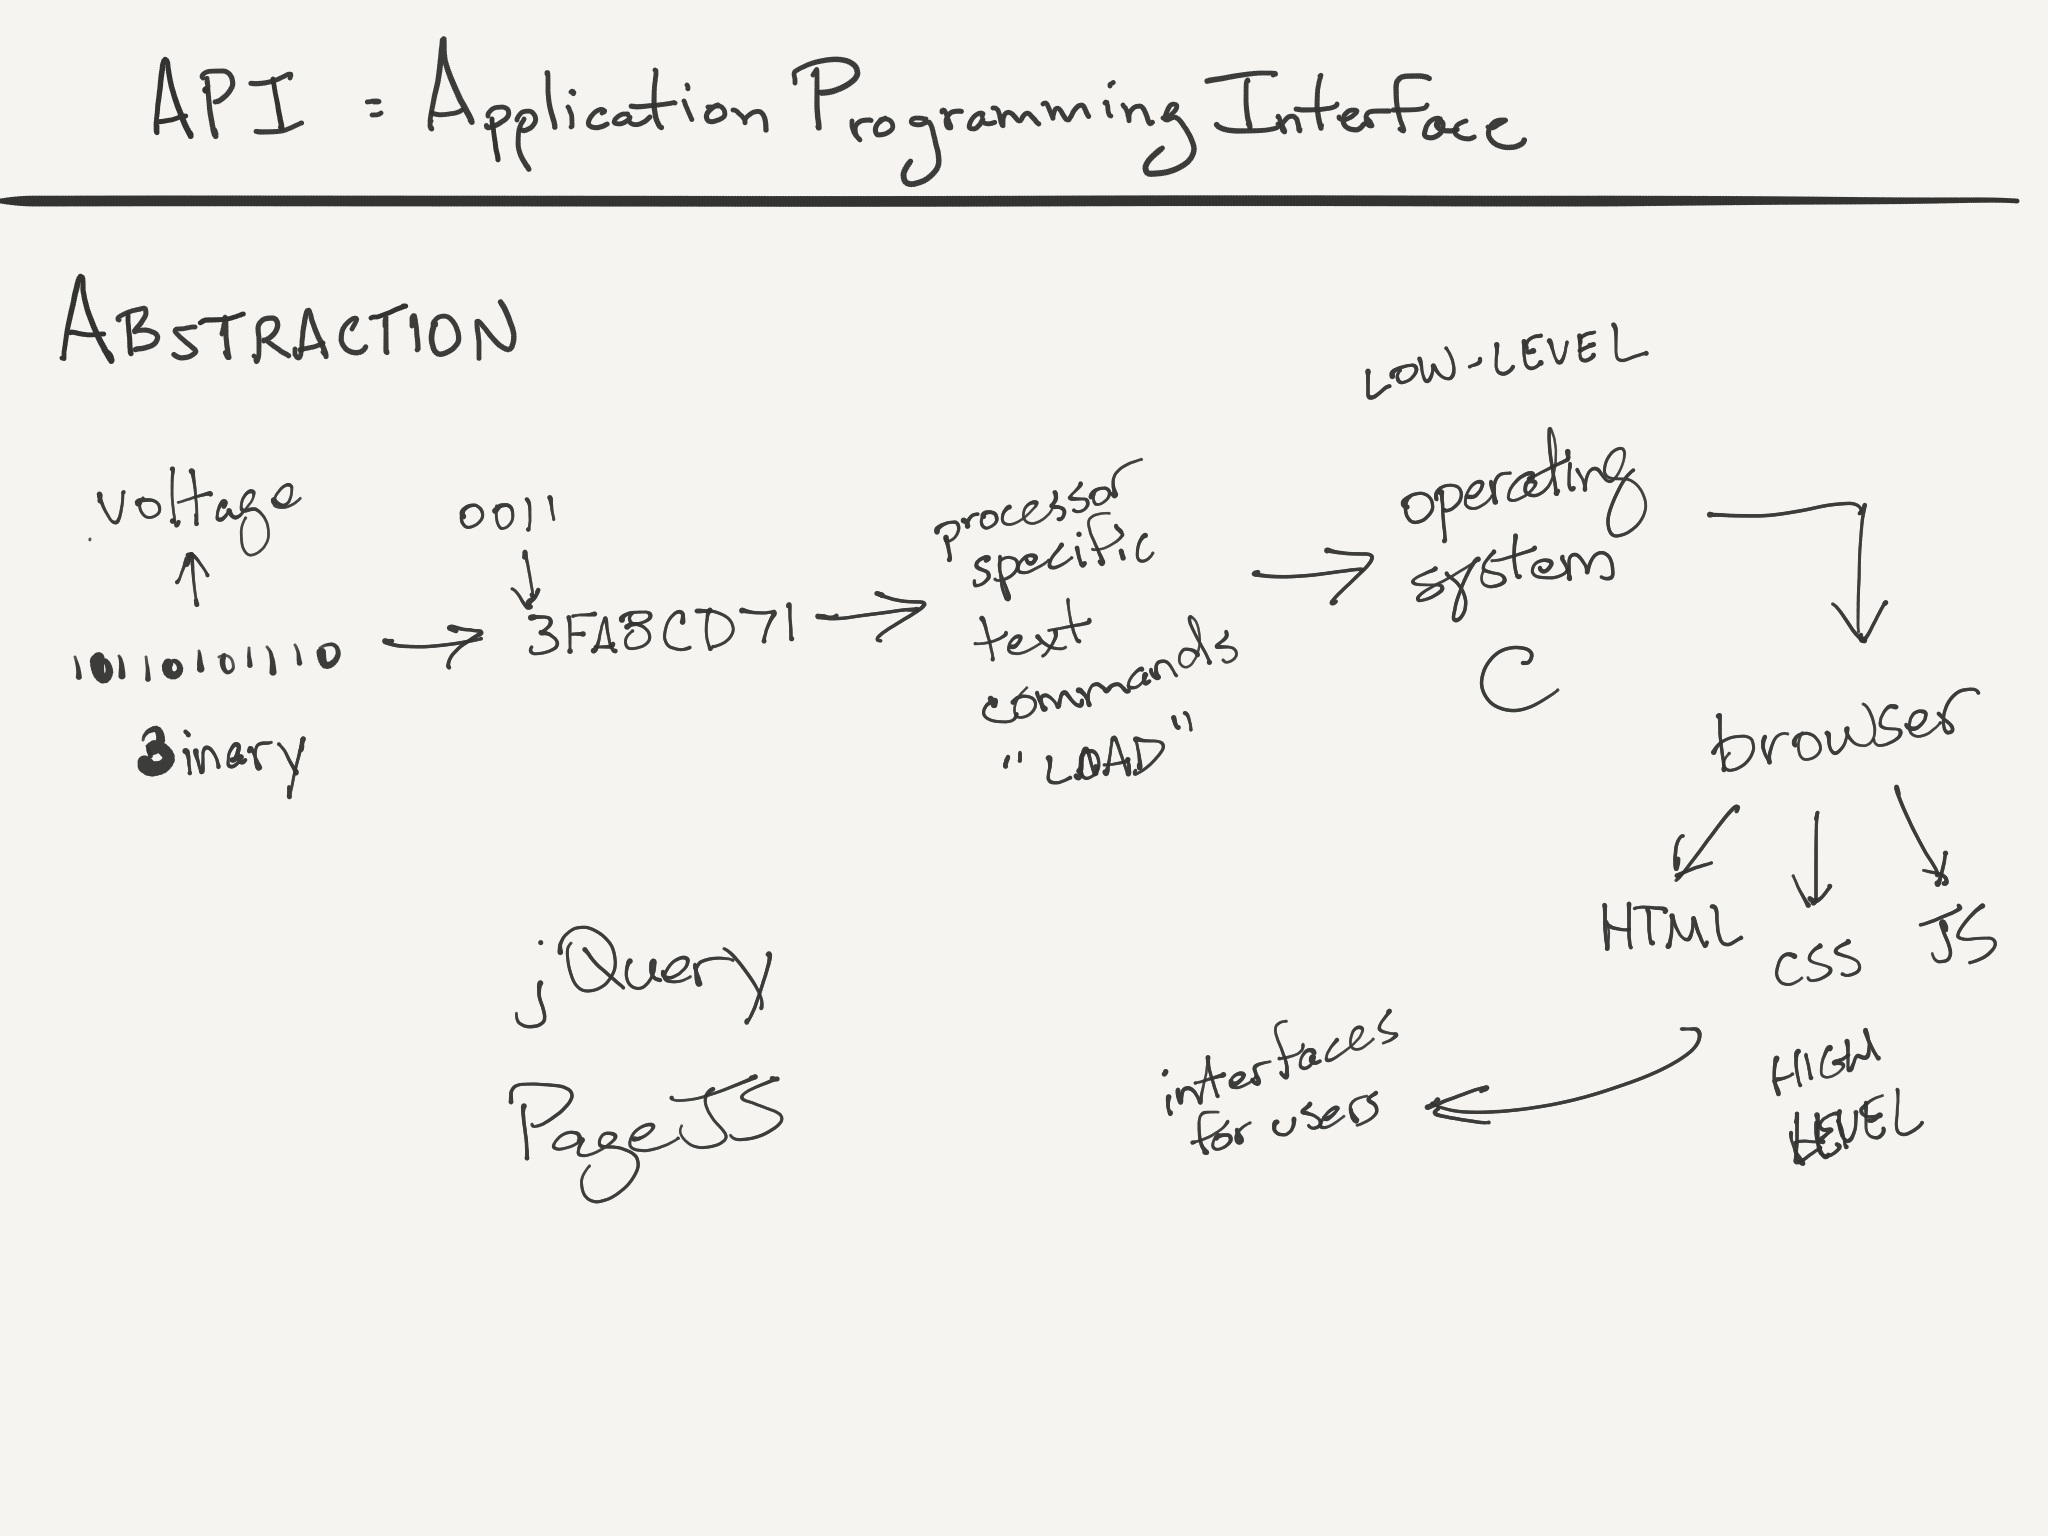 API = Application Programming Interface
ABSTRACTION
LOW-LEVEL
voltage
0011
processor
specific
text
commands
"LOAD"
operating
system
C
10110101110
3FA8CD71
Binary
browser
HTML
CSS
JS
HIGH
LEVEL
interfaces
for users
jQuery
PageJS